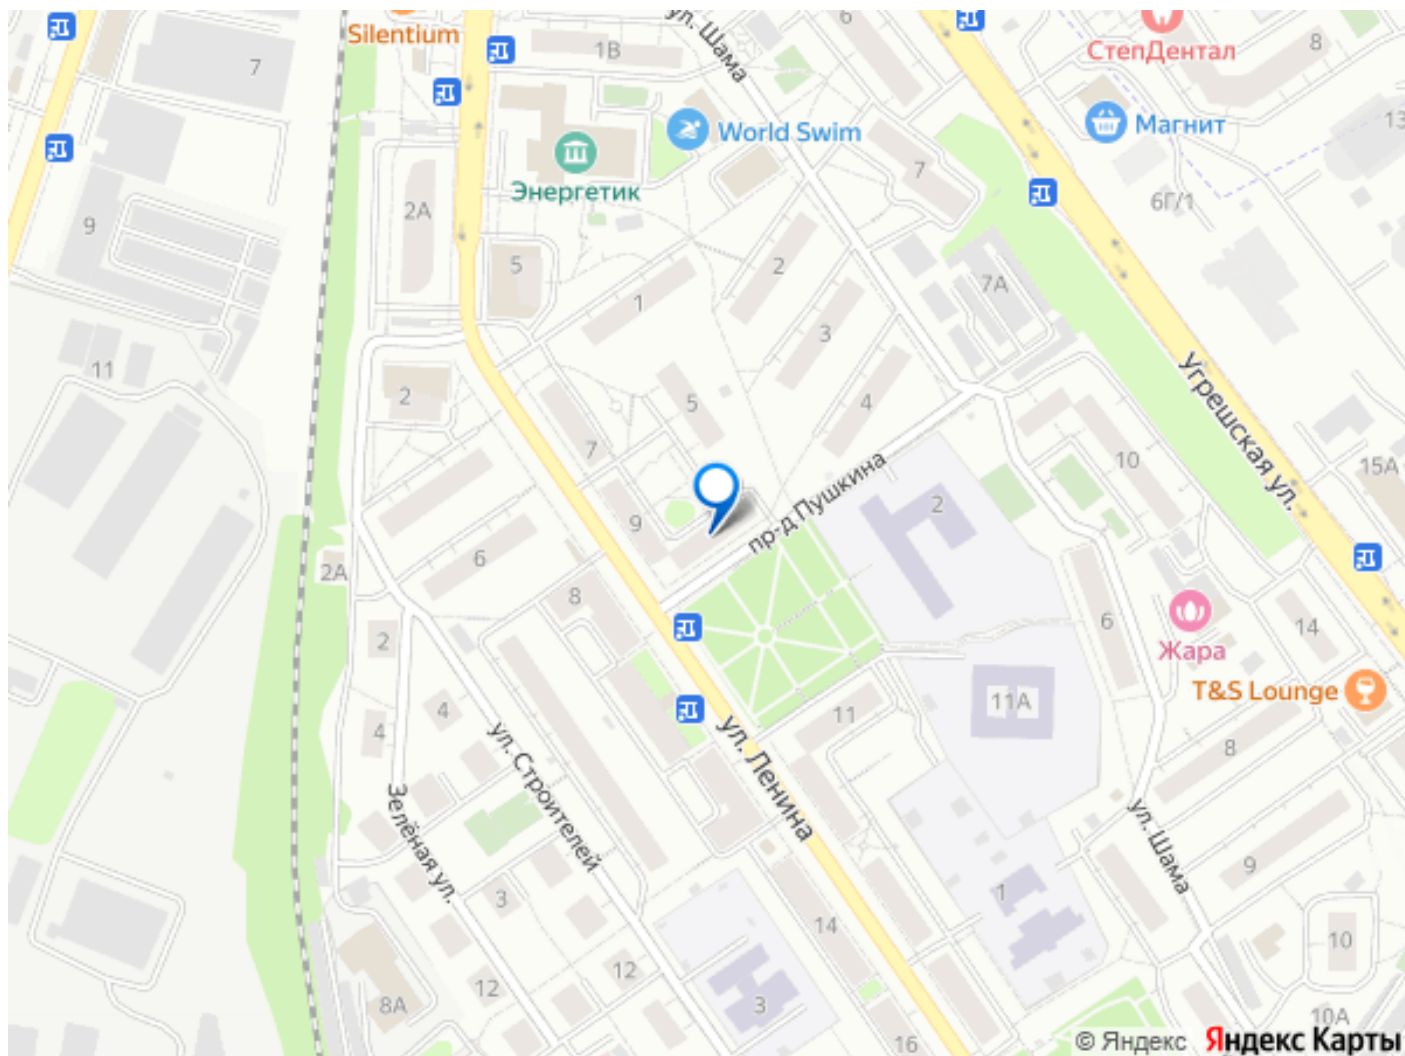 Silentium
1В
ул. Шама
6
СтепДентал
8
7
World Swim
Магнит
13
Энергетик
7
6Г/1
2А
9
5
2
7А
1
3
11
2
5
4
Угрешская ул.
7
10
15А
пр-д Пушкина
2
9
6
2А
8
6
14
2
Жара
T&S Lounge
11А
4
11
4
8
ул. Ленина
ул. Строителей
Зелёная ул.
ул. Шама
9
3
1
14
10
12
12
3
8А
10А
16
© Яндекс Яндекс Карты